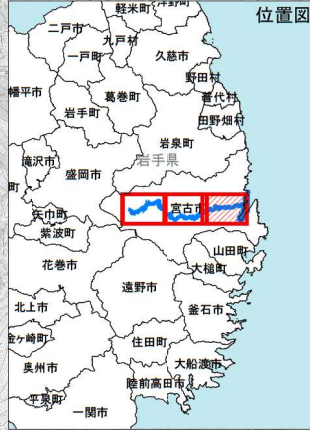 位置図
軽米町
洋野町
二戸市
九戸村
一戸町
久慈市
野田村
幡平市
葛巻町
普代村
岩手町
田野畑村
岩泉町
滝沢市
岩手県
盛岡市
町
宮古市
矢巾町
紫波町
山田町
花巻市
大槌町
遠野市
北上市
釜石市
金ヶ崎町
住田町
奥州市
大船渡市
陸前高田市
平泉町
一関市